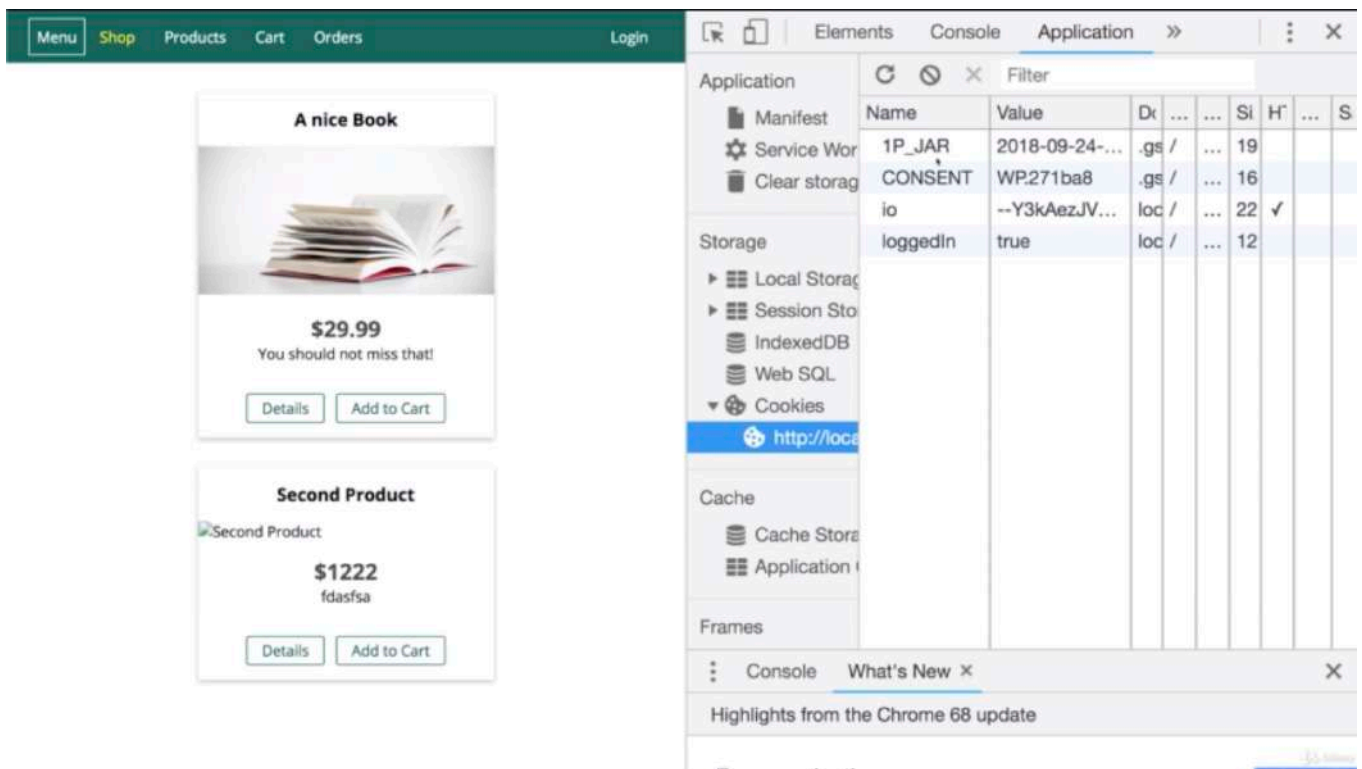 Menu Shop Products Cart Orders Login
A nice Book
$29.99
You should not miss that!
Details Add to Cart
Second Product
Second Product
$1222
fdasfsa
Details Add to Cart
Elements Console Application »
Application
Manifest
Service Wor
Clear storag
Storage
Local Storag
Session Sto
IndexedDB
Web SQL
Cookies
http://loca
Cache
Cache Stora
Application
Frames
Filter
Name Value Do ... ... Si HT ... S
1P_JAR 2018-09-24-... .gs / ... 19
CONSENT WP.271ba8 .gs / ... 16
io --Y3kAezJV... loc / ... 22 ✓
loggedIn true loc / ... 12
Console What's New ×
Highlights from the Chrome 68 update